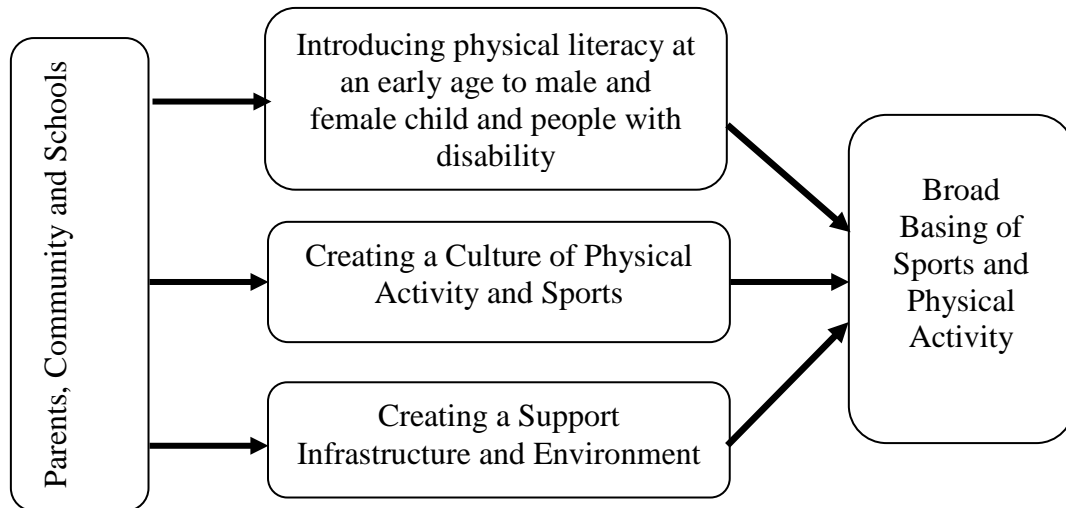 Parents, Community and Schools
Introducing physical literacy at
an early age to male and
female child and people with
disability
Creating a Culture of Physical
Activity and Sports
Creating a Support
Infrastructure and Environment
Broad
Basing of
Sports and
Physical
Activity